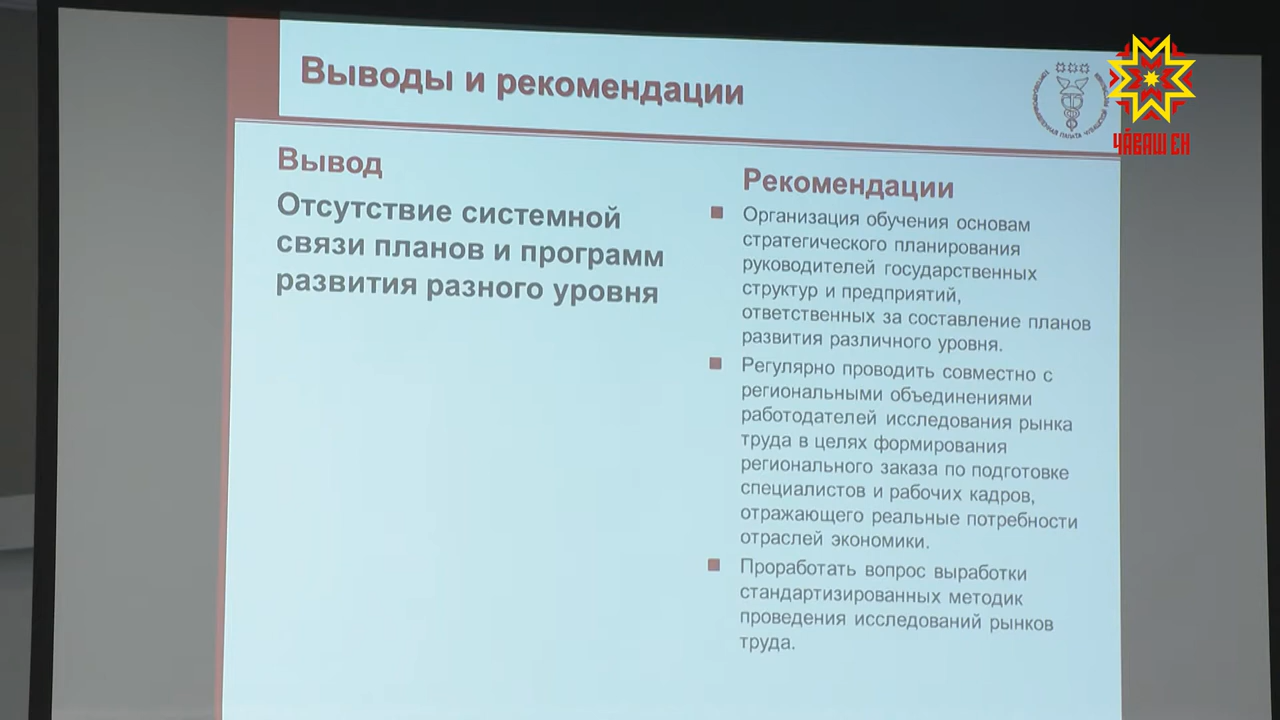 Выводы и рекомендации
ЧӐВАШ ЕН
Вывод
Отсутствие системной
связи планов и программ
развития разного уровня
Рекомендации
Организация обучения основам
стратегического планирования
руководителей государственных
структур и предприятий,
ответственных за составление планов
развития различного уровня.
Регулярно проводить совместно с
региональными объединениями
работодателей исследования рынка
труда в целях формирования
регионального заказа по подготовке
специалистов и рабочих кадров,
отражающего реальные потребности
отраслей экономики.
Проработать вопрос выработки
стандартизированных методик
проведения исследований рынков
труда.